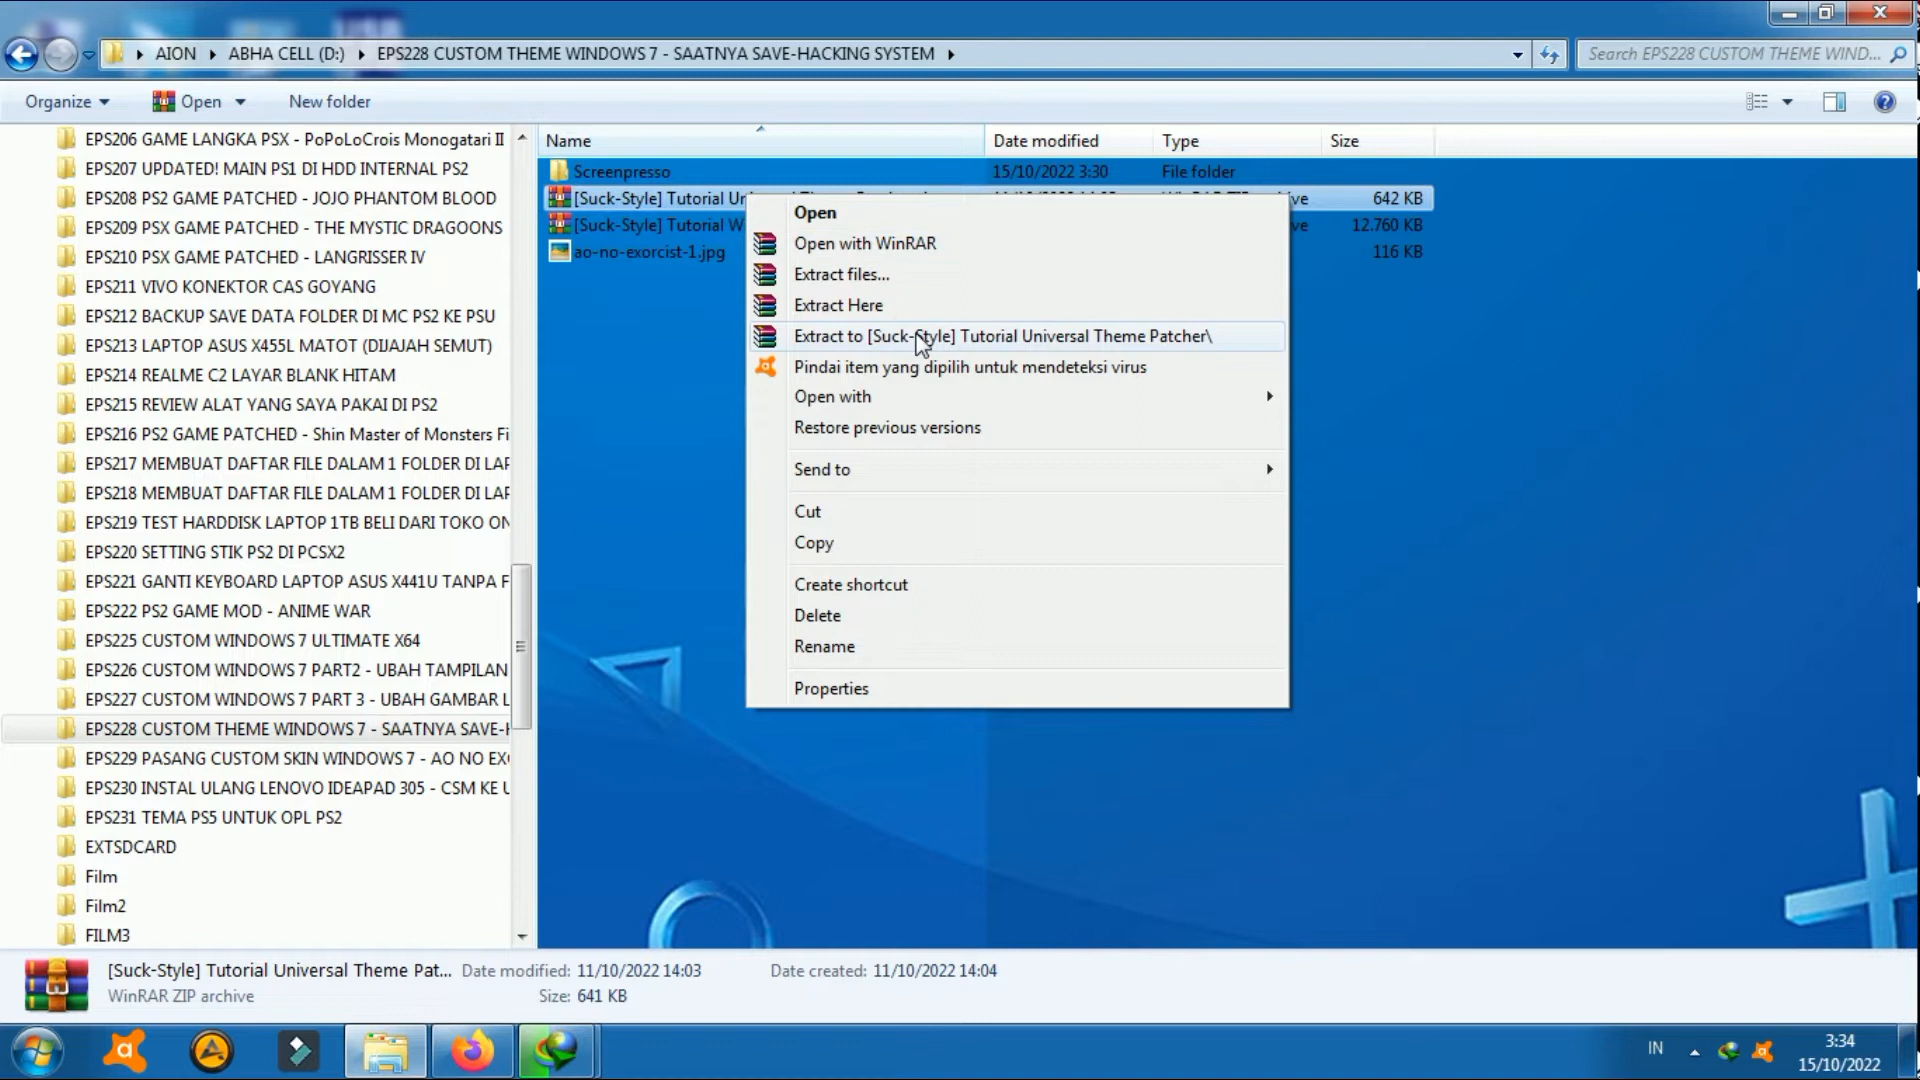 AION ABHA CELL (D:) EPS228 CUSTOM THEME WINDOWS 7 - SAATNYA SAVE-HACKING SYSTEM
Search EPS228 CUSTOM THEME WIND...
Organize Open New folder
EPS206 GAME LANGKA PSX - PoPoLoCrois Monogatari II
EPS207 UPDATED! MAIN PS1 DI HDD INTERNAL PS2
EPS208 PS2 GAME PATCHED - JOJO PHANTOM BLOOD
EPS209 PSX GAME PATCHED - THE MYSTIC DRAGOONS
EPS210 PSX GAME PATCHED - LANGRISSER IV
EPS211 VIVO KONEKTOR CAS GOYANG
EPS212 BACKUP SAVE DATA FOLDER DI MC PS2 KE PSU
EPS213 LAPTOP ASUS X455L MATOT (DIJAJAH SEMUT)
EPS214 REALME C2 LAYAR BLANK HITAM
EPS215 REVIEW ALAT YANG SAYA PAKAI DI PS2
EPS216 PS2 GAME PATCHED - Shin Master of Monsters Fi
EPS217 MEMBUAT DAFTAR FILE DALAM 1 FOLDER DI LAP
EPS218 MEMBUAT DAFTAR FILE DALAM 1 FOLDER DI LAP
EPS219 TEST HARDDISK LAPTOP 1TB BELI DARI TOKO ON
EPS220 SETTING STIK PS2 DI PCSX2
EPS221 GANTI KEYBOARD LAPTOP ASUS X441U TANPA F
EPS222 PS2 GAME MOD - ANIME WAR
EPS225 CUSTOM WINDOWS 7 ULTIMATE X64
EPS226 CUSTOM WINDOWS 7 PART2 - UBAH TAMPILAN
EPS227 CUSTOM WINDOWS 7 PART 3 - UBAH GAMBAR L
EPS228 CUSTOM THEME WINDOWS 7 - SAATNYA SAVE-H
EPS229 PASANG CUSTOM SKIN WINDOWS 7 - AO NO EX
EPS230 INSTAL ULANG LENOVO IDEAPAD 305 - CSM KE U
EPS231 TEMA PS5 UNTUK OPL PS2
EXTSDCARD
Film
Film2
FILM3
Name Date modified Type Size
Screenpresso 15/10/2022 3:30 File folder
[Suck-Style] Tutorial Un 642 KB
[Suck-Style] Tutorial W ve 12.760 KB
ao-no-exorcist-1.jpg 116 KB
Open
Open with WinRAR
Extract files...
Extract Here
Extract to [Suck-Style] Tutorial Universal Theme Patcher\
Pindai item yang dipilih untuk mendeteksi virus
Open with
Restore previous versions
Send to
Cut
Copy
Create shortcut
Delete
Rename
Properties
[Suck-Style] Tutorial Universal Theme Pat... Date modified: 11/10/2022 14:03 Date created: 11/10/2022 14:04
WinRAR ZIP archive Size: 641 KB
IN
3:34
15/10/2022